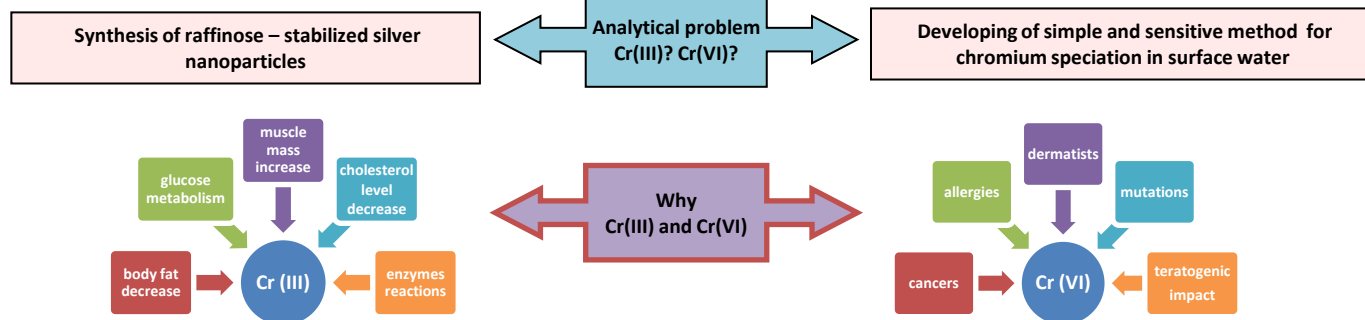 Synthesis of raffinose – stabilized silver
nanoparticles
Analytical problem
Cr(III)? Cr(VI)?
Developing of simple and sensitive method for
chromium speciation in surface water
body fat
decrease
glucose
metabolism
muscle
mass
increase
cholesterol
level
decrease
enzymes
reactions
Cr (III)
Why
Cr(III) and Cr(VI)
cancers
allergies
dermatists
mutations
teratogenic
impact
Cr (VI)